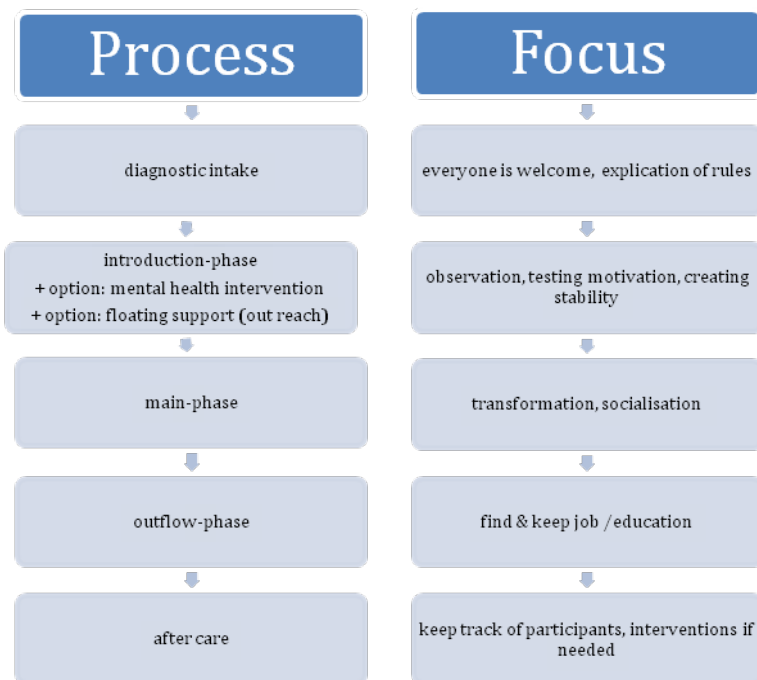 Process
diagnostic intake
introduction-phase
+ option: mental health intervention
+ option: floating support (out reach)
main-phase
outflow-phase
after care
Focus
everyone is welcome, explication of rules
observation, testing motivation, creating
stability
transformation, socialisation
find & keep job /education
keep track of participants, interventions if
needed